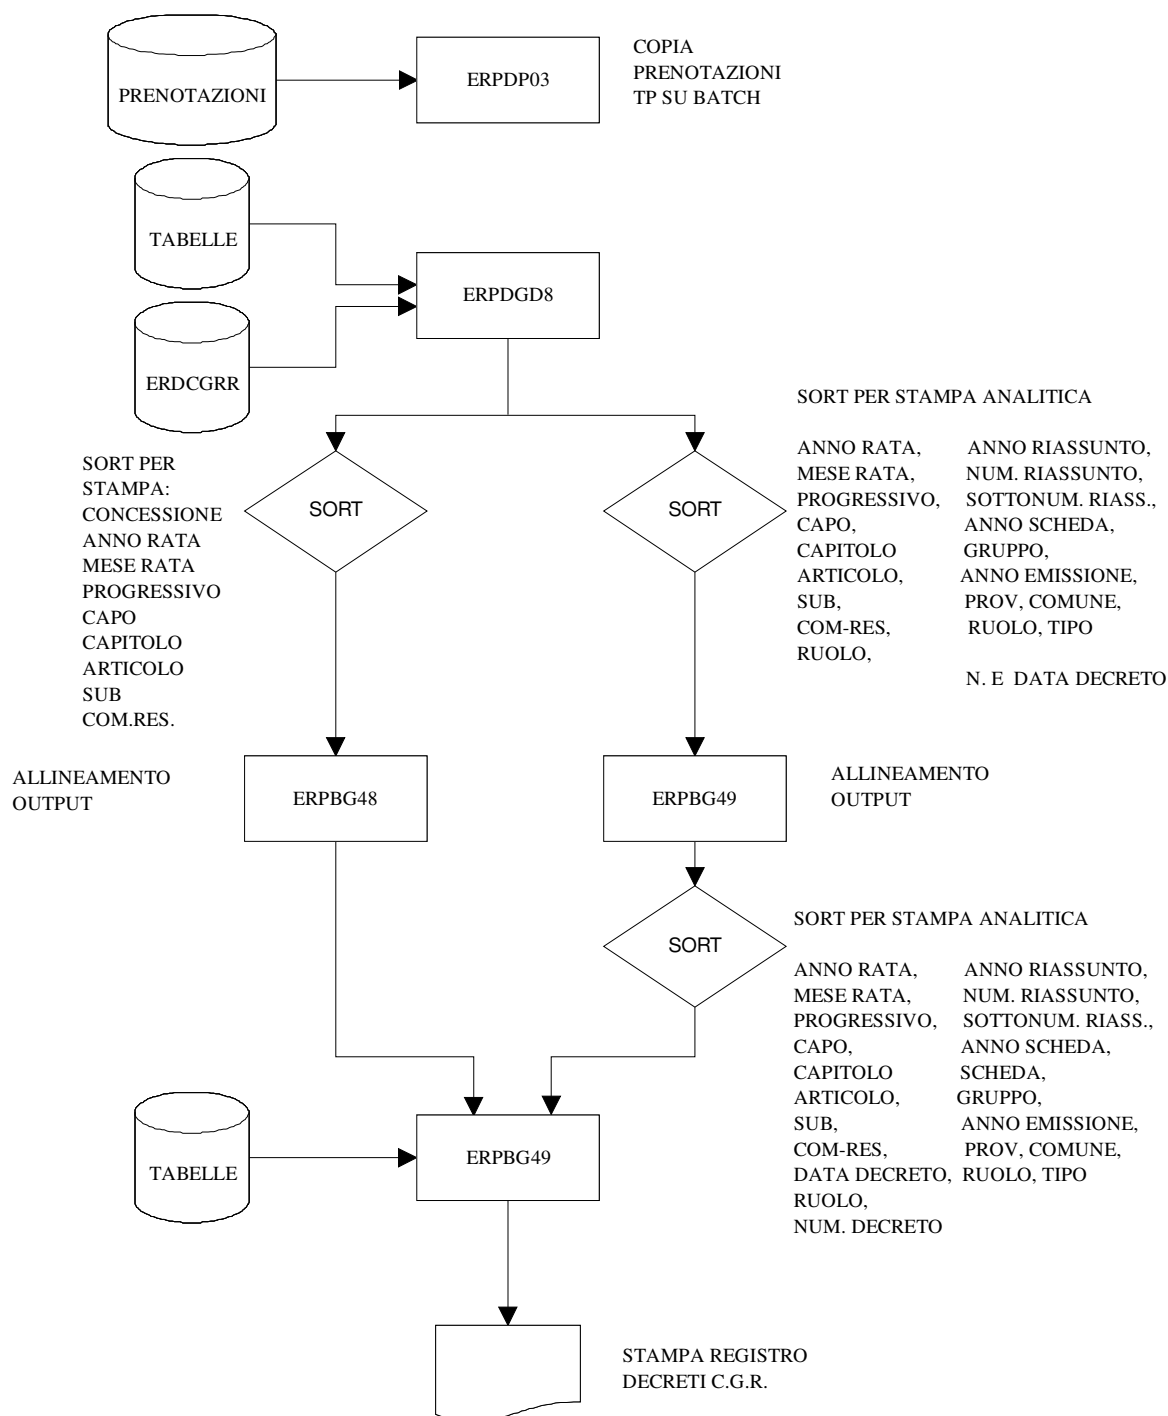 COPIA
PRENOTAZIONI
TP SU BATCH
PRENOTAZIONI
ERPDP03
TABELLE
ERPDGD8
ERDCGRR
SORT PER
STAMPA:
CONCESSIONE
ANNO RATA
MESE RATA
PROGRESSIVO
CAPO
CAPITOLO
ARTICOLO
SUB
COM.RES.
SORT
SORT
SORT PER STAMPA ANALITICA
ANNO RATA, ANNO RIASSUNTO,
MESE RATA, NUM. RIASSUNTO,
PROGRESSIVO, SOTTONUM. RIASS.,
CAPO, ANNO SCHEDA,
CAPITOLO GRUPPO,
ARTICOLO, ANNO EMISSIONE,
SUB, PROV, COMUNE,
COM-RES, RUOLO, TIPO
RUOLO,
N. E DATA DECRETO
ALLINEAMENTO
OUTPUT
ERPBG48
ERPBG49
ALLINEAMENTO
OUTPUT
SORT
SORT PER STAMPA ANALITICA
ANNO RATA, ANNO RIASSUNTO,
MESE RATA, NUM. RIASSUNTO,
PROGRESSIVO, SOTTONUM. RIASS.,
CAPO, ANNO SCHEDA,
CAPITOLO SCHEDA,
ARTICOLO, GRUPPO,
SUB, ANNO EMISSIONE,
COM-RES, PROV, COMUNE,
DATA DECRETO, RUOLO, TIPO
RUOLO,
NUM. DECRETO
TABELLE
ERPBG49
STAMPA REGISTRO
DECRETI C.G.R.